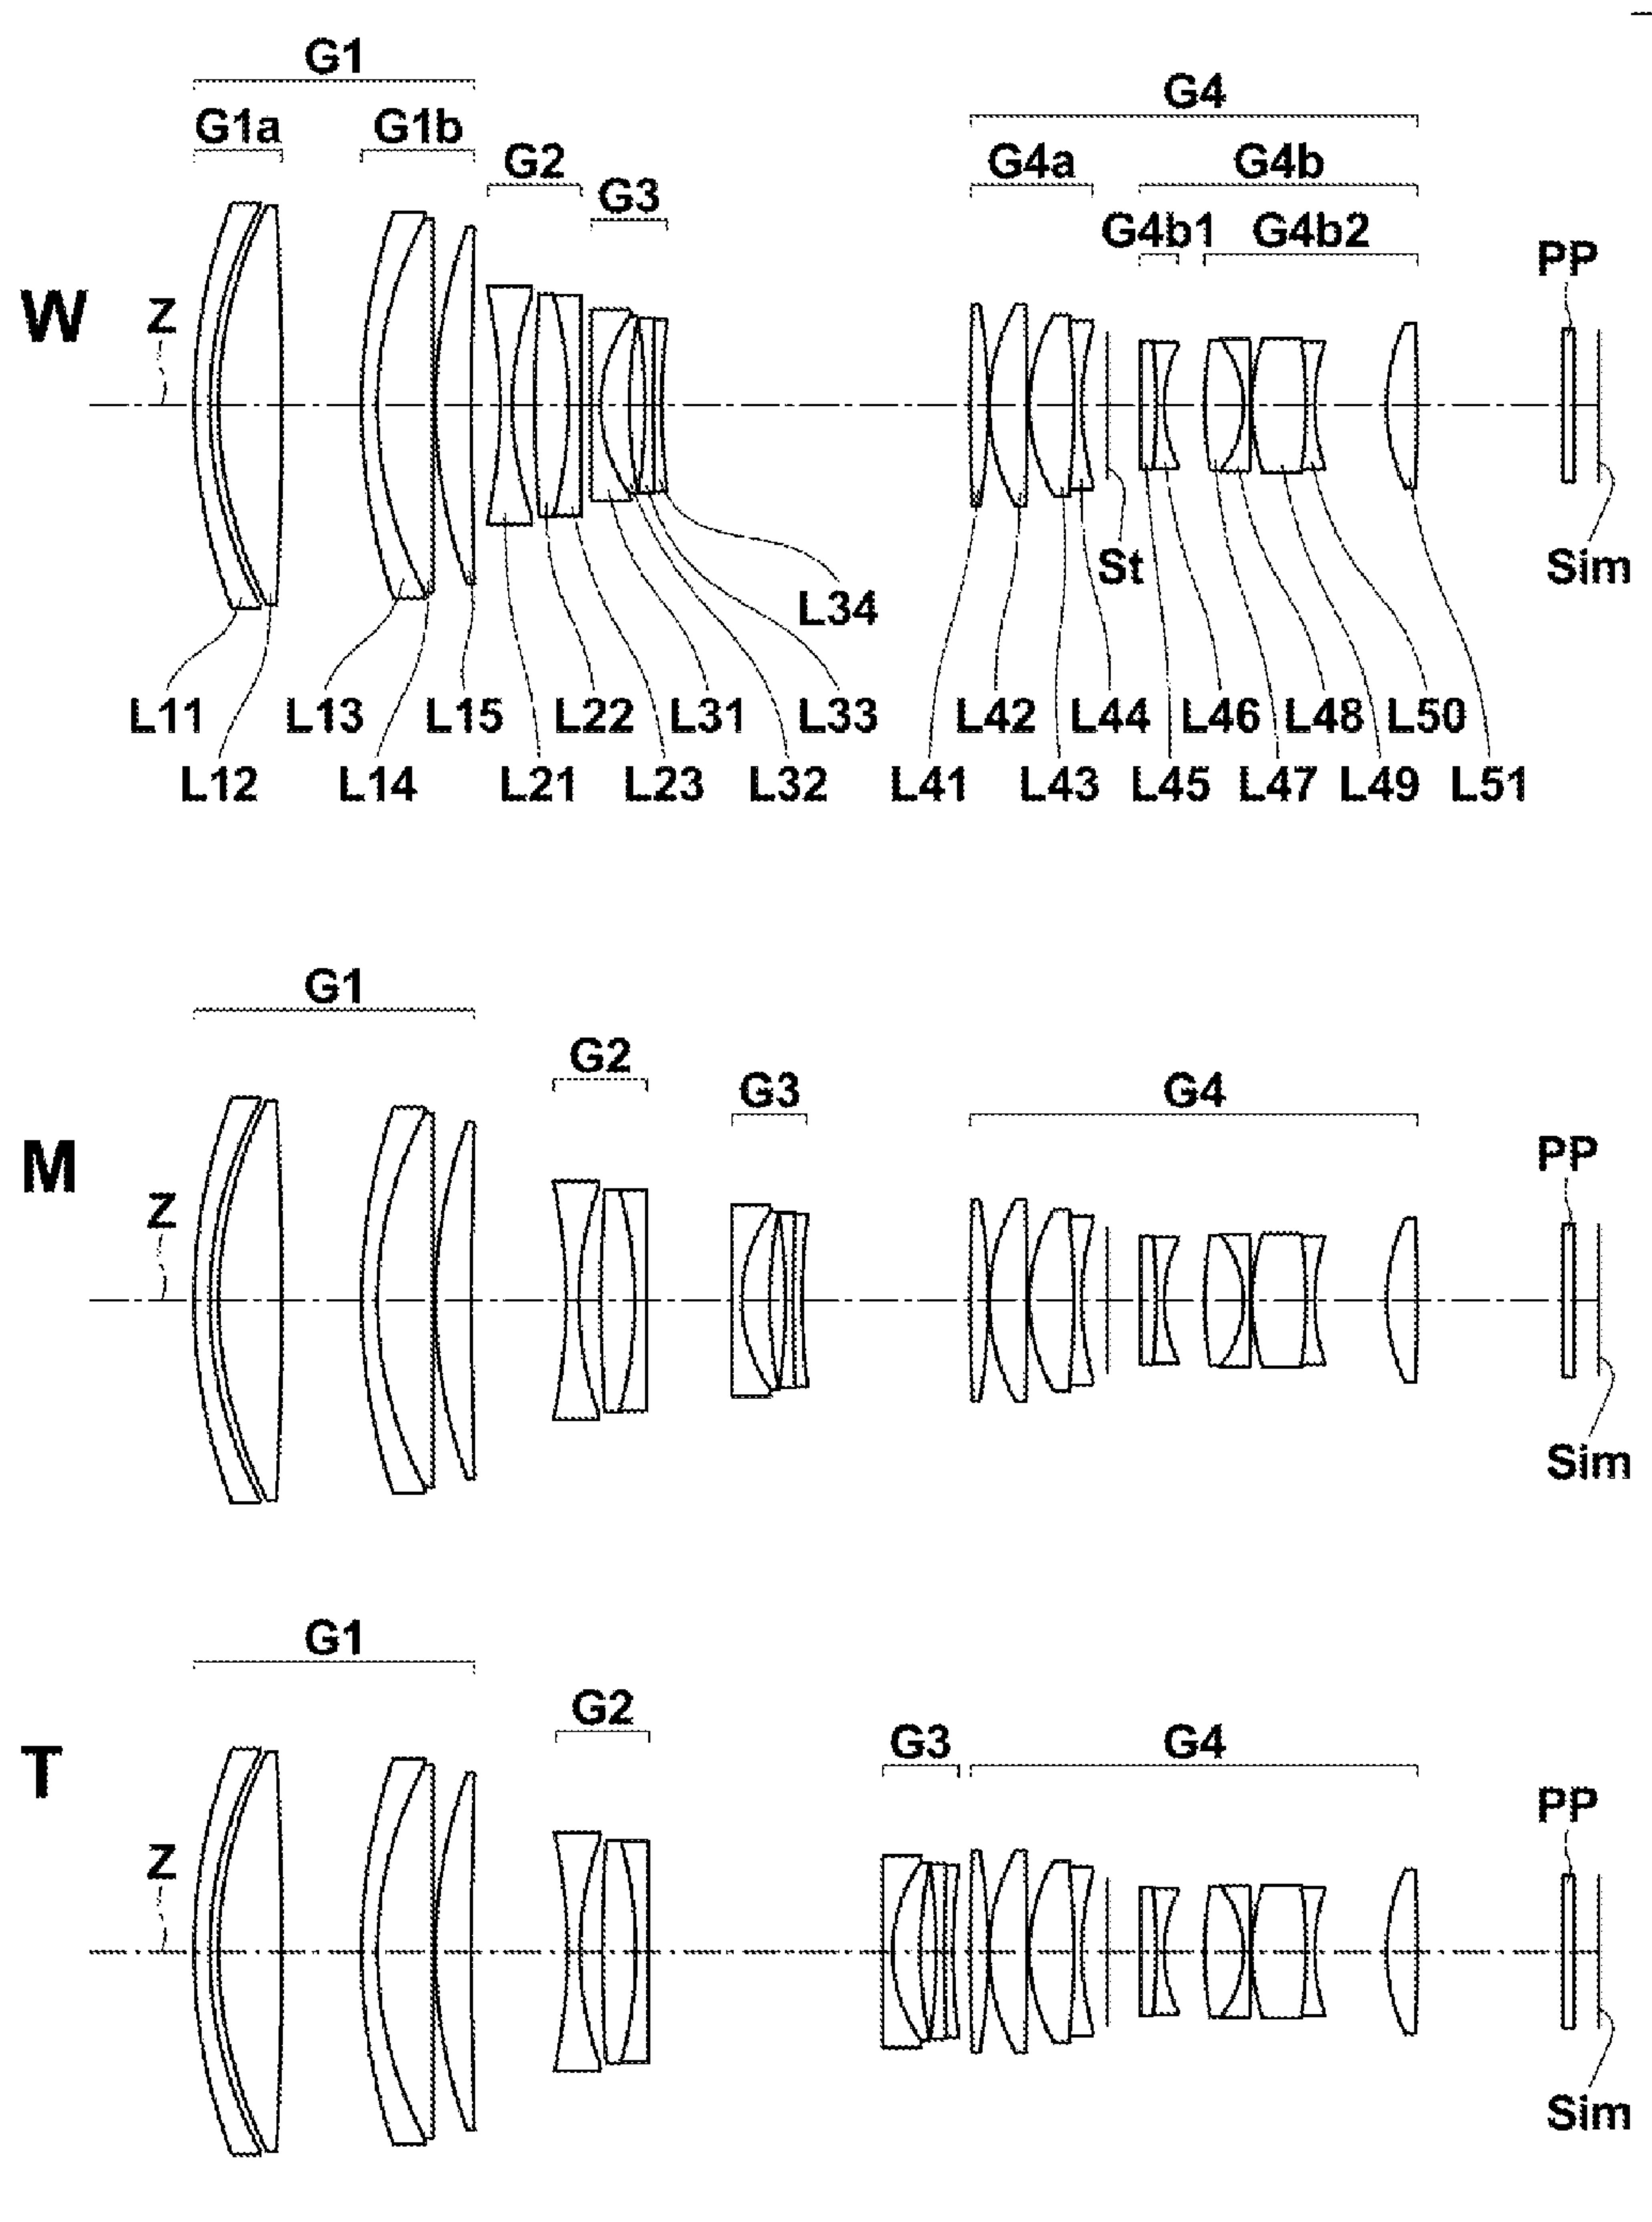 G1
G4
G1a G1b
G2 G4a G4b
G3
G4b1 G4b2
PP
W Z
St Sim
L34
L11 L13 L15 L22 L31 L33 L42 L44 L46 L48 L50
L12 L14 L21 L23 L32 L41 L43 L45 L47 L49 L51
G1
G2
G3 G4
M PP
Z
Sim
G1
G2
G3 G4
T
PP
Z
Sim